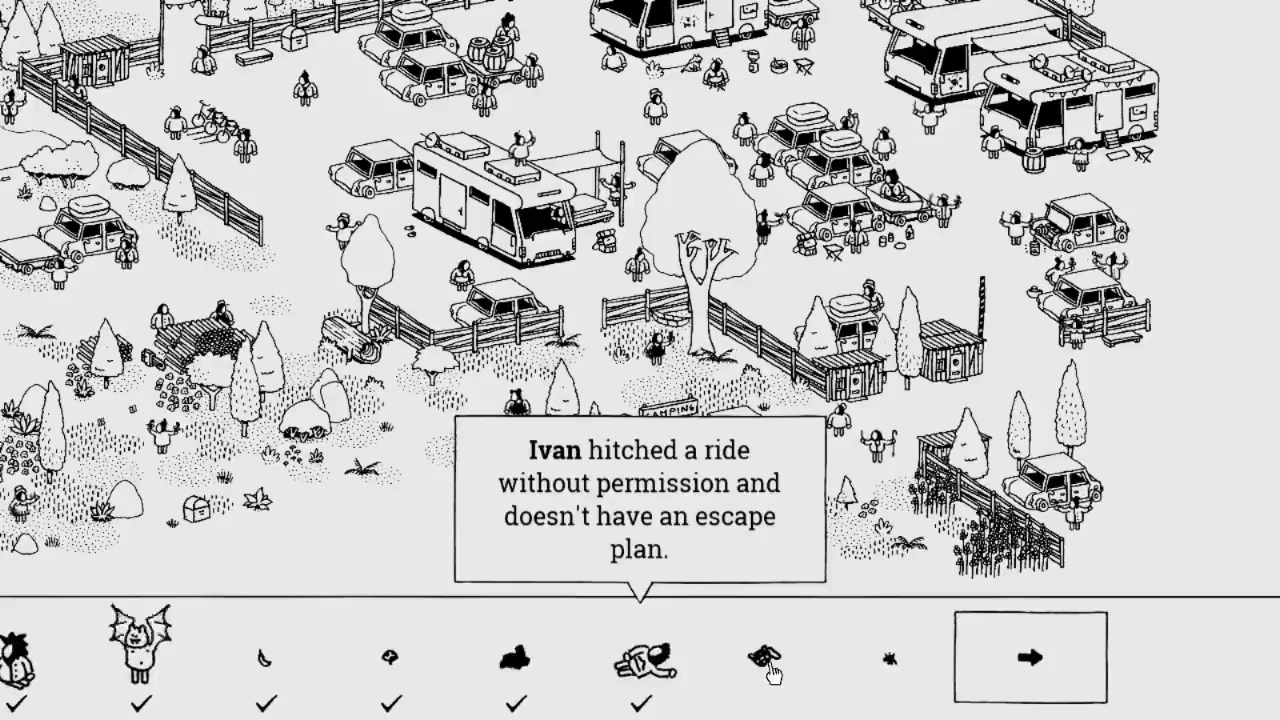 CAMPING
Ivan hitched a ride
without permission and
doesn't have an escape
plan.